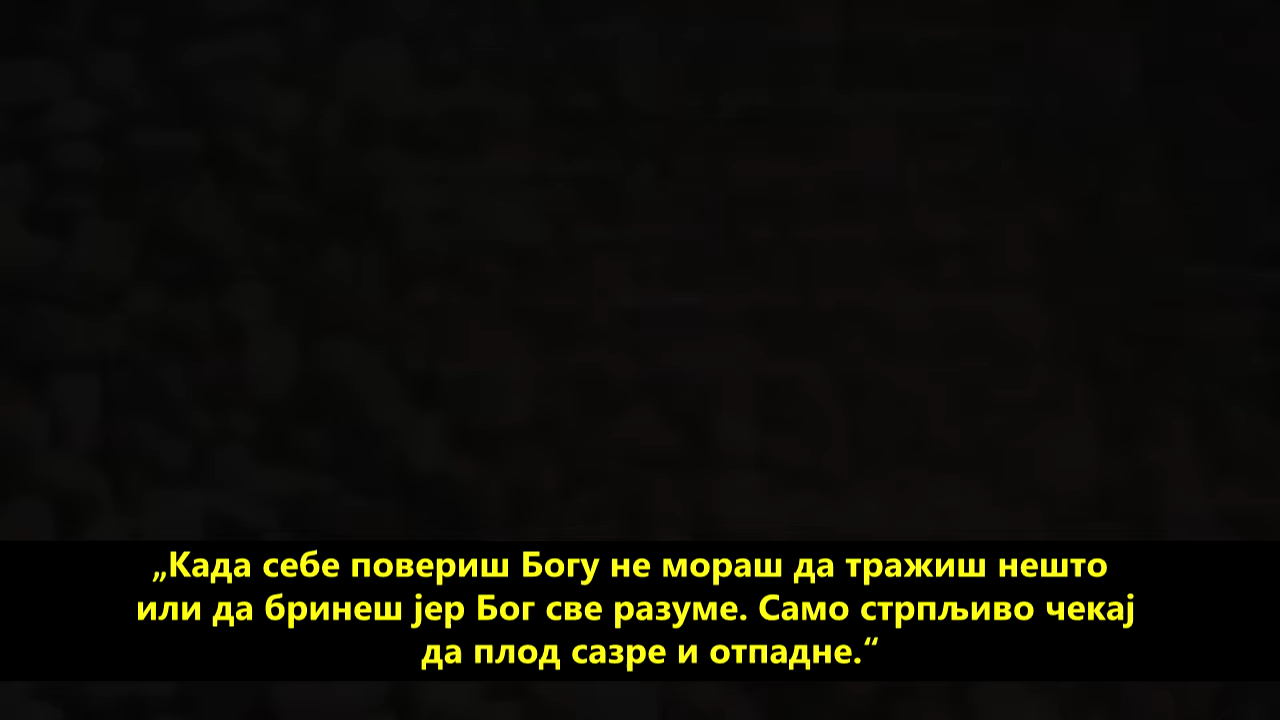 „Када себе повериш Богу не мораш да тражиш нешто
или да бринеш јер Бог све разуме. Само стрпљиво чекај
да плод сазре и отпадне.“